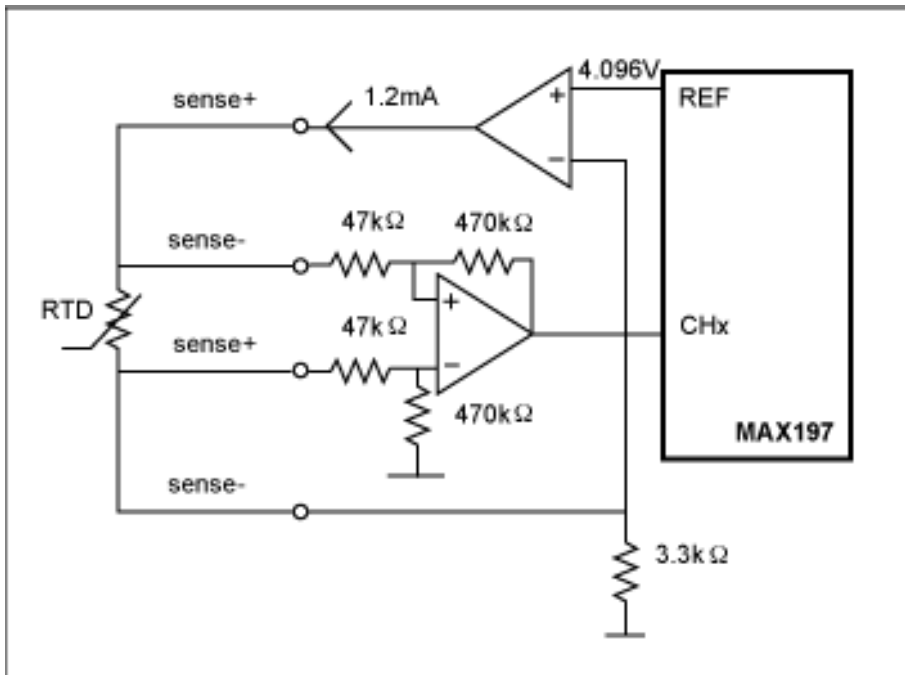 4.096V
sense+
1.2mA
+
REF
−
47kΩ
470kΩ
sense-
+
RTD
47kΩ
CHx
sense+
−
470kΩ
MAX197
sense-
3.3kΩ